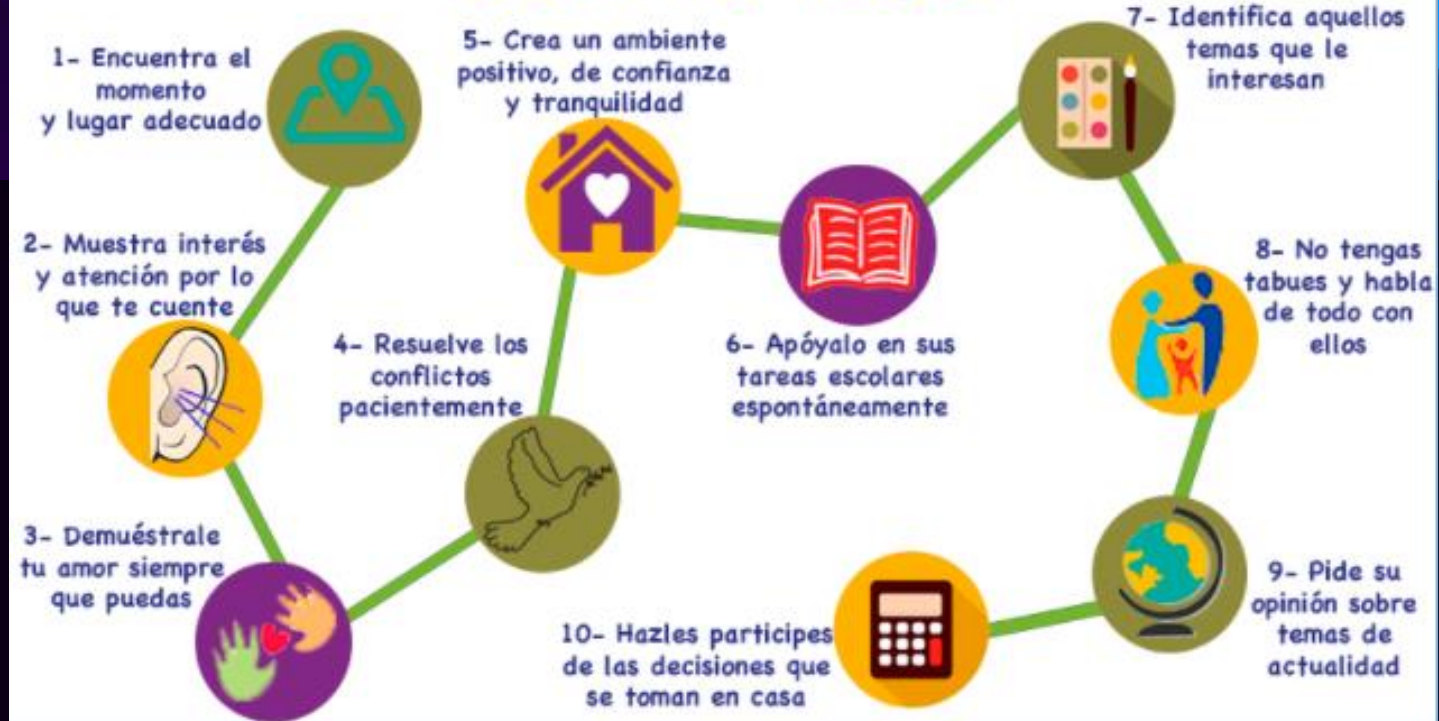 1- Encuentra el
momento
y lugar adecuado
2- Muestra interés
y atención por lo
que te cuente
3- Demuéstrale
tu amor siempre
que puedas
4- Resuelve los
conflictos
pacientemente
5- Crea un ambiente
positivo, de confianza
y tranquilidad
6- Apóyalo en sus
tareas escolares
espontáneamente
7- Identifica aquellos
temas que le
interesan
8- No tengas
tabues y habla
de todo con
ellos
9- Pide su
opinión sobre
temas de
actualidad
10- Hazles participes
de las decisiones que
se toman en casa